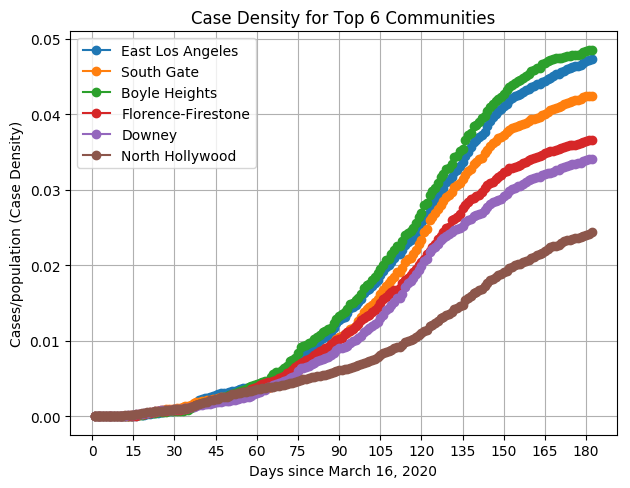 Case Density for Top 6 Communities
0.05
0.04
0.03
0.02
0.01
0.00
Cases/population (Case Density)
East Los Angeles
South Gate
Boyle Heights
Florence-Firestone
Downey
North Hollywood
0 15 30 45 60 75 90 105 120 135 150 165 180
Days since March 16, 2020